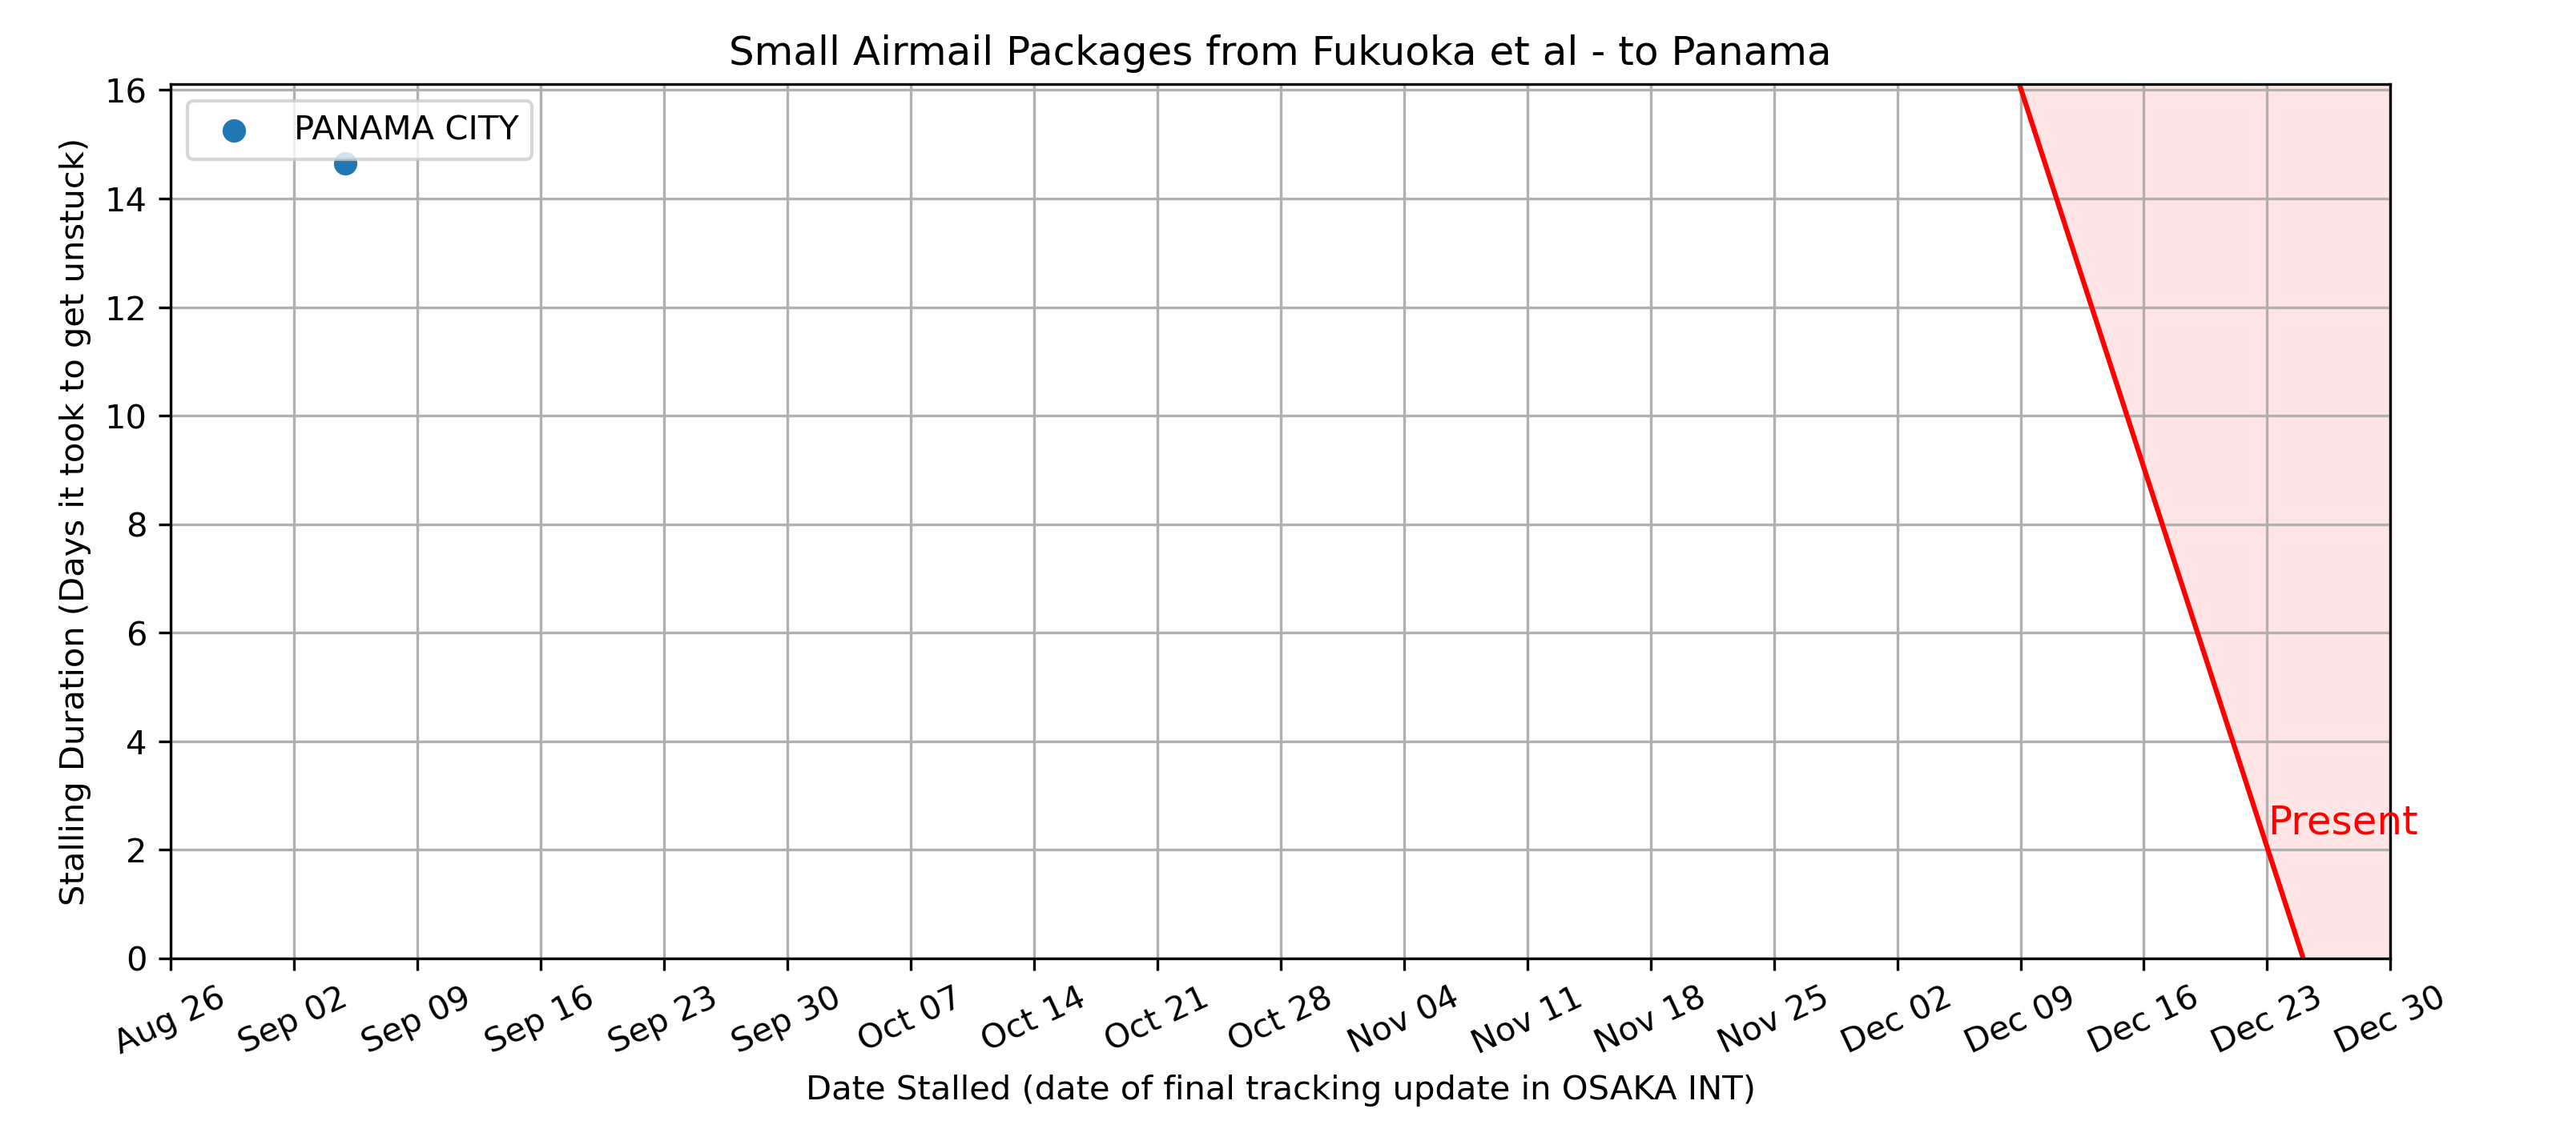 Small Airmail Packages from Fukuoka et al - to Panama
Stalling Duration (Days it took to get unstuck)
16
14
12
10
8
6
4
2
0
PANAMA CITY
Present
Aug 26
Sep 02
Sep 09
Sep 16
Sep 23
Sep 30
Oct 07
Oct 14
Oct 21
Oct 28
Nov 04
Nov 11
Nov 18
Nov 25
Dec 02
Dec 09
Dec 16
Dec 23
Dec 30
Date Stalled (date of final tracking update in OSAKA INT)